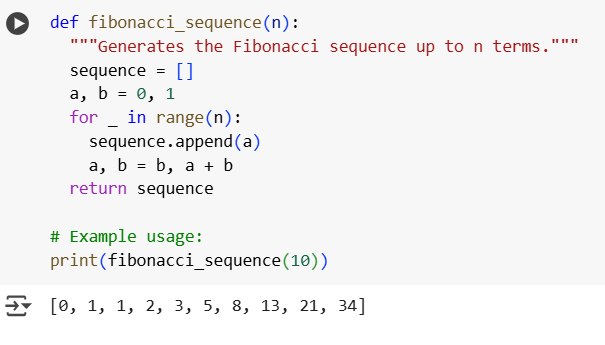 def fibonacci_sequence(n):
  """Generates the Fibonacci sequence up to n terms."""
  sequence = []
  a, b = 0, 1
  for _ in range(n):
    sequence.append(a)
    a, b = b, a + b
  return sequence

# Example usage:
print(fibonacci_sequence(10))
[0, 1, 1, 2, 3, 5, 8, 13, 21, 34]